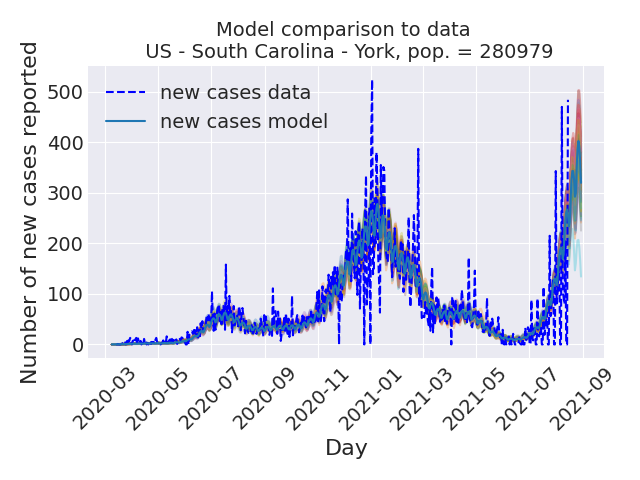 Model comparison to data
US - South Carolina - York, pop. = 280979
Number of new cases reported
500
400
300
200
100
0
new cases data
new cases model
2020-03
2020-05
2020-07
2020-09
2020-11
2021-01
2021-03
2021-05
2021-07
2021-09
Day